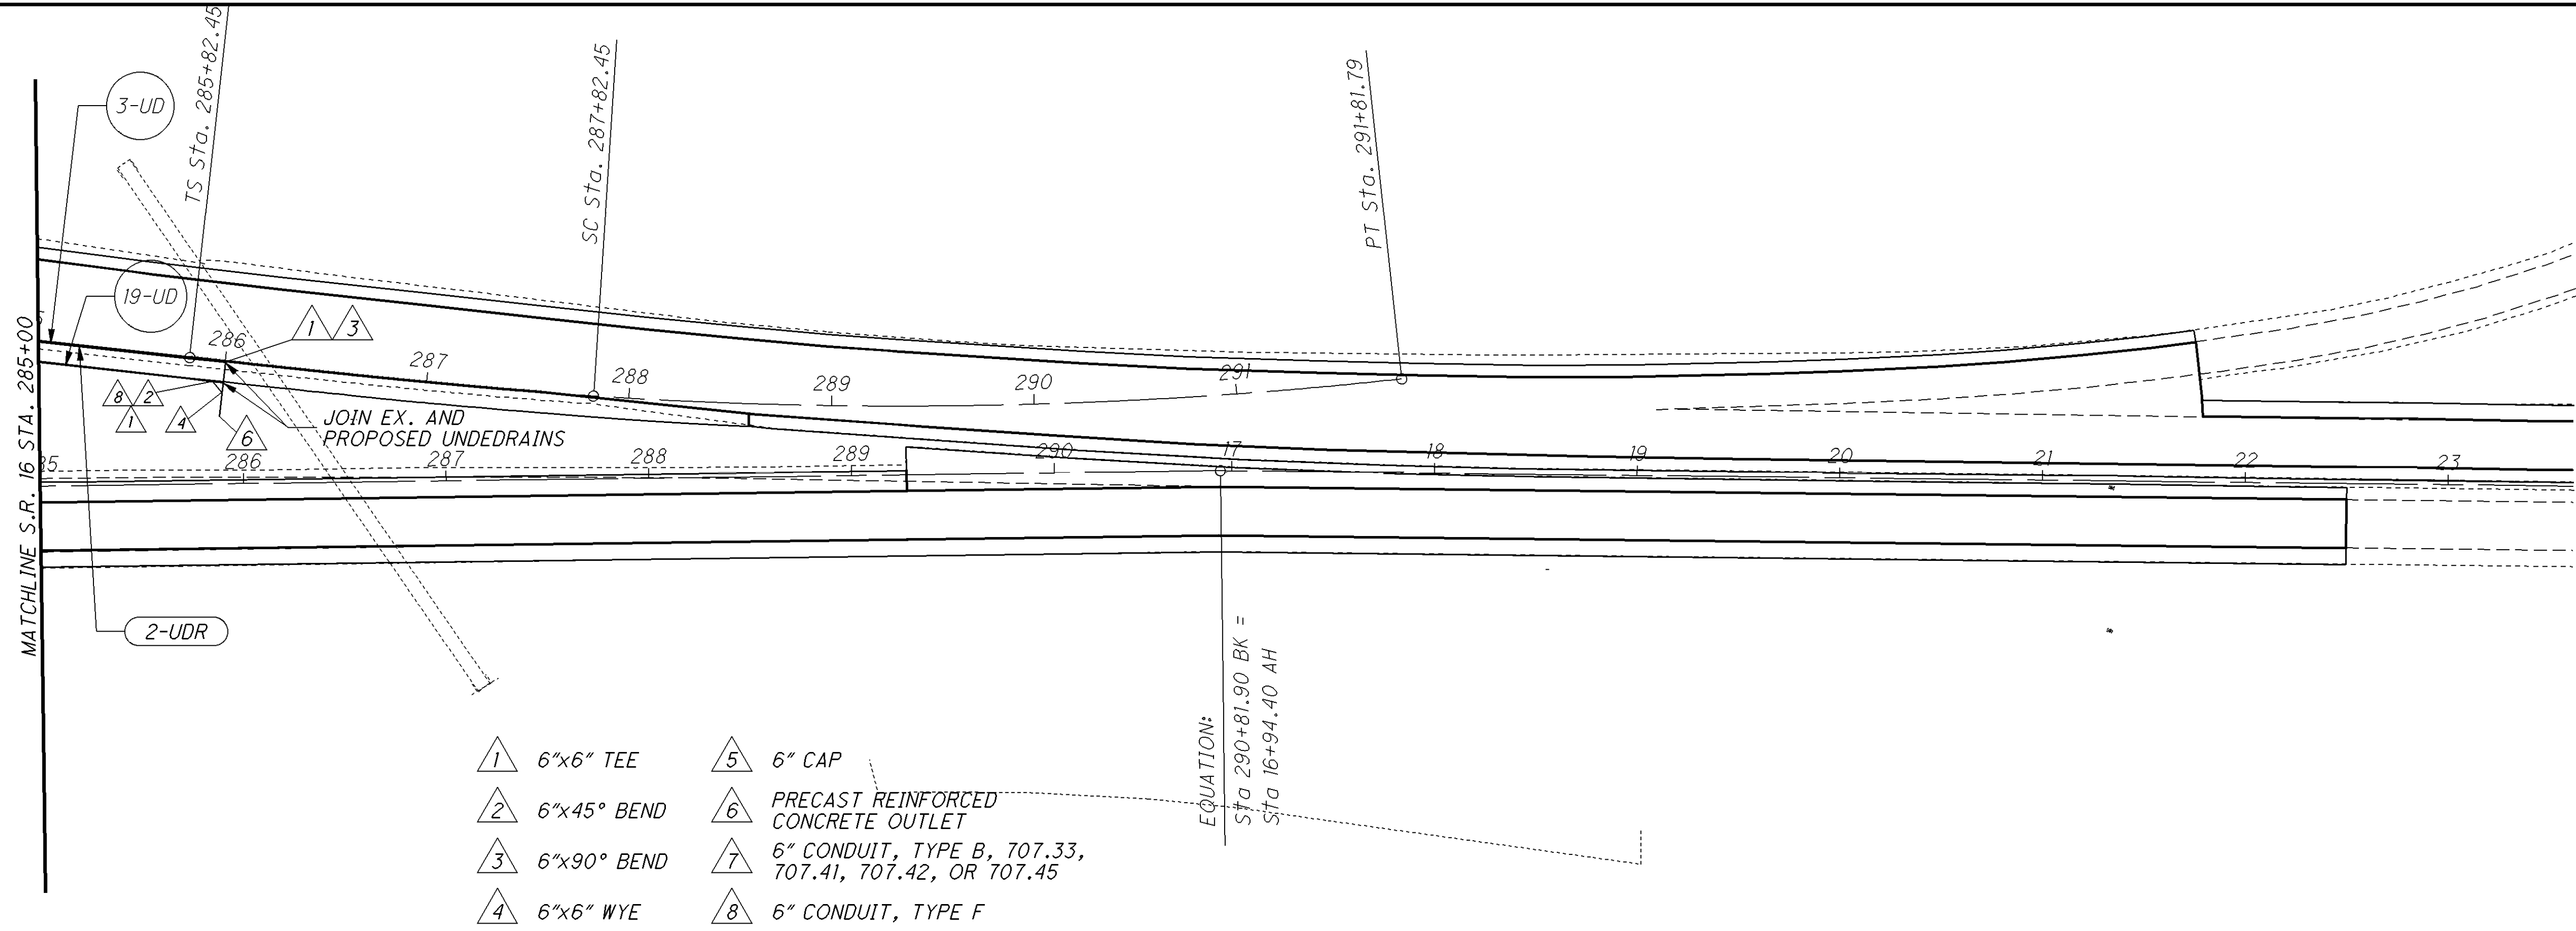 TS Sta. 285+82.45
SC Sta. 287+82.45
PT Sta. 291+81.79
3-UD
19-UD
MATCHLINE S.R. 16 STA. 285+00
1 3
286
287
288
289
290
291
8 2
1 4
6
JOIN EX. AND
PROPOSED UNDEDRAINS
85
286
287
288
289
290
17
18
19
20
21
22
23
2-UDR
EQUATION:
Sta 290+81.90 BK =
Sta 16+94.40 AH
1 6"x6" TEE
2 6"x45° BEND
3 6"x90° BEND
4 6"x6" WYE
5 6" CAP
6 PRECAST REINFORCED
CONCRETE OUTLET
7 6" CONDUIT, TYPE B, 707.33,
707.41, 707.42, OR 707.45
8 6" CONDUIT, TYPE F